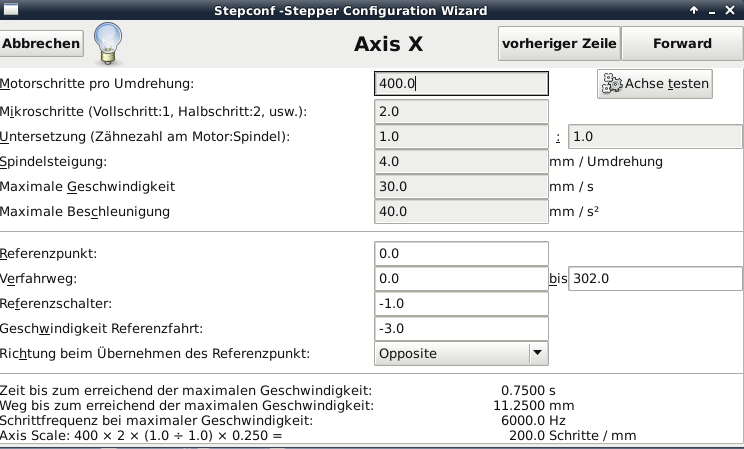 Stepconf -Stepper Configuration Wizard
Abbrechen Axis X vorheriger Zeile Forward
Motorschritte pro Umdrehung: 400.0 Achse testen
Mikroschritte (Vollschritt:1, Halbschritt:2, usw.): 2.0
Untersetzung (Zähnezahl am Motor:Spindel): 1.0 : 1.0
Spindelsteigung: 4.0 mm / Umdrehung
Maximale Geschwindigkeit 30.0 mm / s
Maximale Beschleunigung 40.0 mm / s²
Referenzpunkt: 0.0
Verfahrweg: 0.0 bis 302.0
Referenzschalter: -1.0
Geschwindigkeit Referenzfahrt: -3.0
Richtung beim Übernehmen des Referenzpunkt: Opposite
Zeit bis zum erreichend der maximalen Geschwindigkeit: 0.7500 s
Weg bis zum erreichend der maximalen Geschwindigkeit: 11.2500 mm
Schrittfrequenz bei maximaler Geschwindigkeit: 6000.0 Hz
Axis Scale: 400 × 2 × (1.0 ÷ 1.0) × 0.250 = 200.0 Schritte / mm